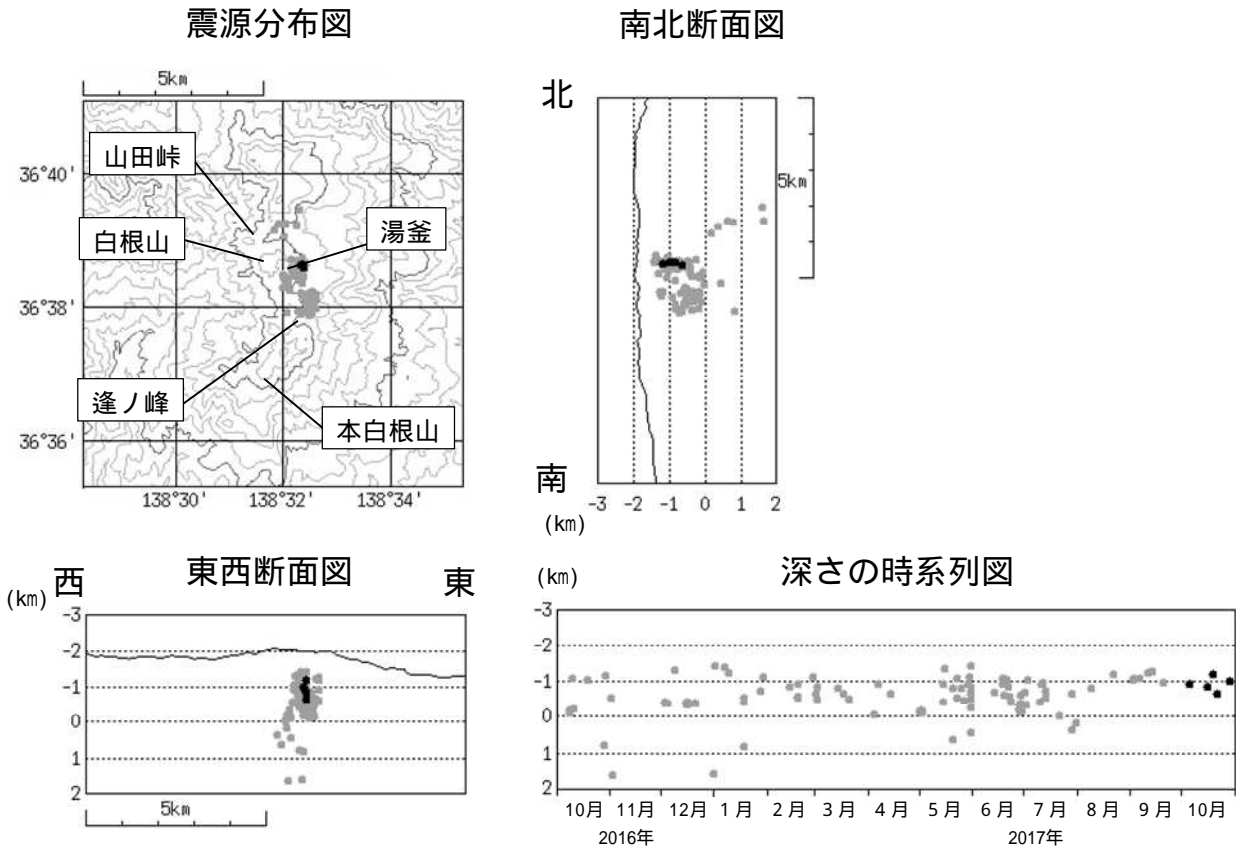 震源分布図
南北断面図
5km
北
山田峠
36°40'
5km
白根山
湯釜
36°38'
逢ノ峰
本白根山
36°36'
南
138°30' 138°32' 138°34'
-3 -2 -1 0 1 2
(km)
東西断面図
深さの時系列図
西
東
(km)
(km)
-3
-2
-1
0
1
2
5km
-3
-2
-1
0
1
2
10月 11月 12月 1月 2月 3月 4月 5月 6月 7月 8月 9月 10月
2016年 2017年